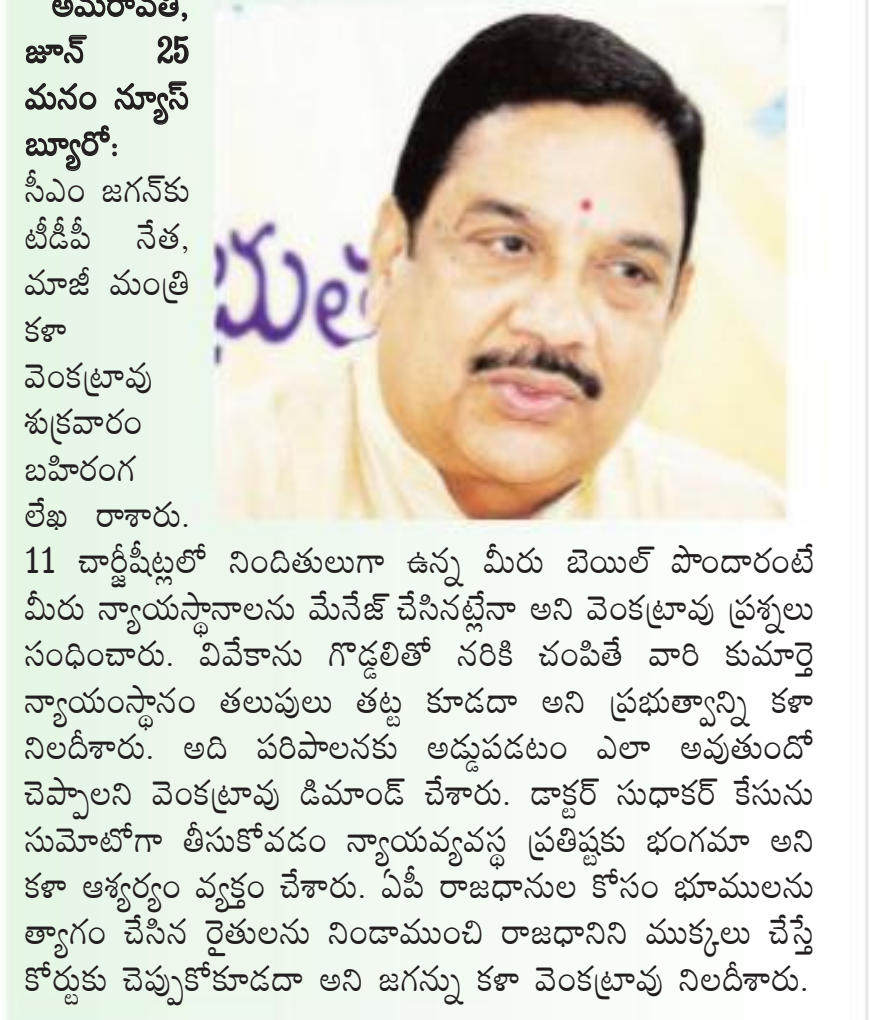 అమరావతి,
జూన్ 25
మనం న్యూస్
బ్యూరో:
సీఎం జగన్‌కు
టీడీపీ నేత,
మాజీ మంత్రి
కళా
వెంకట్రావు
శుక్రవారం
బహిరంగ
లేఖ రాశారు.
11 చార్జీషీట్లలో నిందితులుగా ఉన్న మీరు బెయిల్ పొందారంటే
మీరు న్యాయస్థానాలను మేనేజ్ చేసినట్లేనా అని వెంకట్రావు ప్రశ్నలు
సంధించారు. వివేకాను గొడ్డలితో నరికి చంపితే వారి కుమార్తె
న్యాయంస్థానం తలుపులు తట్ట కూడదా అని ప్రభుత్వాన్ని కళా
నిలదీశారు. అది పరిపాలనకు అడ్డుపడటం ఎలా అవుతుందో
చెప్పాలని వెంకట్రావు డిమాండ్ చేశారు. డాక్టర్ సుధాకర్ కేసును
సుమోటోగా తీసుకోవడం న్యాయవ్యవస్థ ప్రతిష్టకు భంగమా అని
కళా ఆశ్యర్యం వ్యక్తం చేశారు. ఏపీ రాజధానుల కోసం భూములను
త్యాగం చేసిన రైతులను నిండాముంచి రాజధానిని ముక్కలు చేస్తే
కోర్టుకు చెప్పుకోకూడదా అని జగన్ను కళా వెంకట్రావు నిలదీశారు.